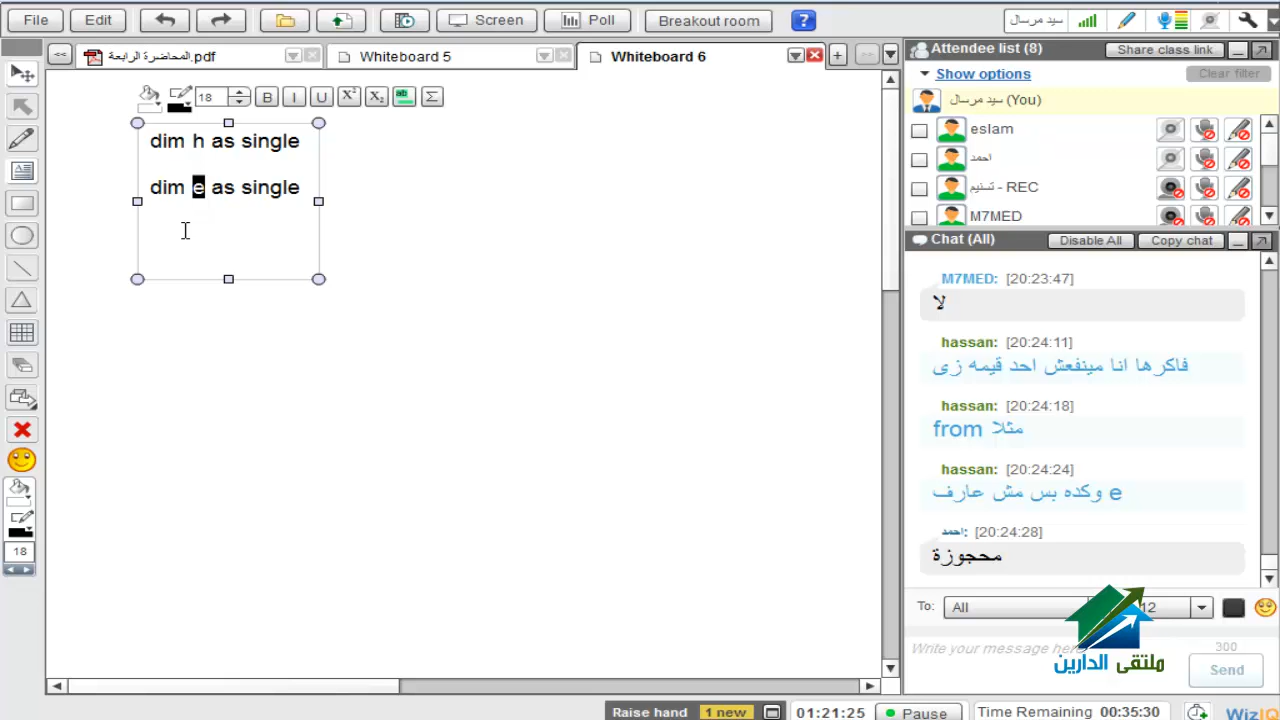 File
Edit
Screen
Poll
Breakout room
?
سيد مرسال
<<
المحاضرة الرابعة.pdf
Whiteboard 5
Whiteboard 6
+
>>
18
B
I
U
X²
X₂
ab
Σ
dim h as single
dim e as single
18
Attendee list (8)
Share class link
Show options
Clear filter
سيد مرسال (You)
eslam
احمد
تسنيم - REC
M7MED
Chat (All)
Disable All
Copy chat
M7MED: [20:23:47]
لا
hassan: [20:24:11]
فاكرها انا مينفعش احد قيمه زى
hassan: [20:24:18]
from مثلا
hassan: [20:24:24]
e وكده بس مش عارف
احمد: [20:24:28]
محجوزة
To:
All
12
ملتقى الدارين
Write your message here
300
Send
Raise hand
1 new
01:21:25
Pause
Time Remaining
00:35:30
WizIQ